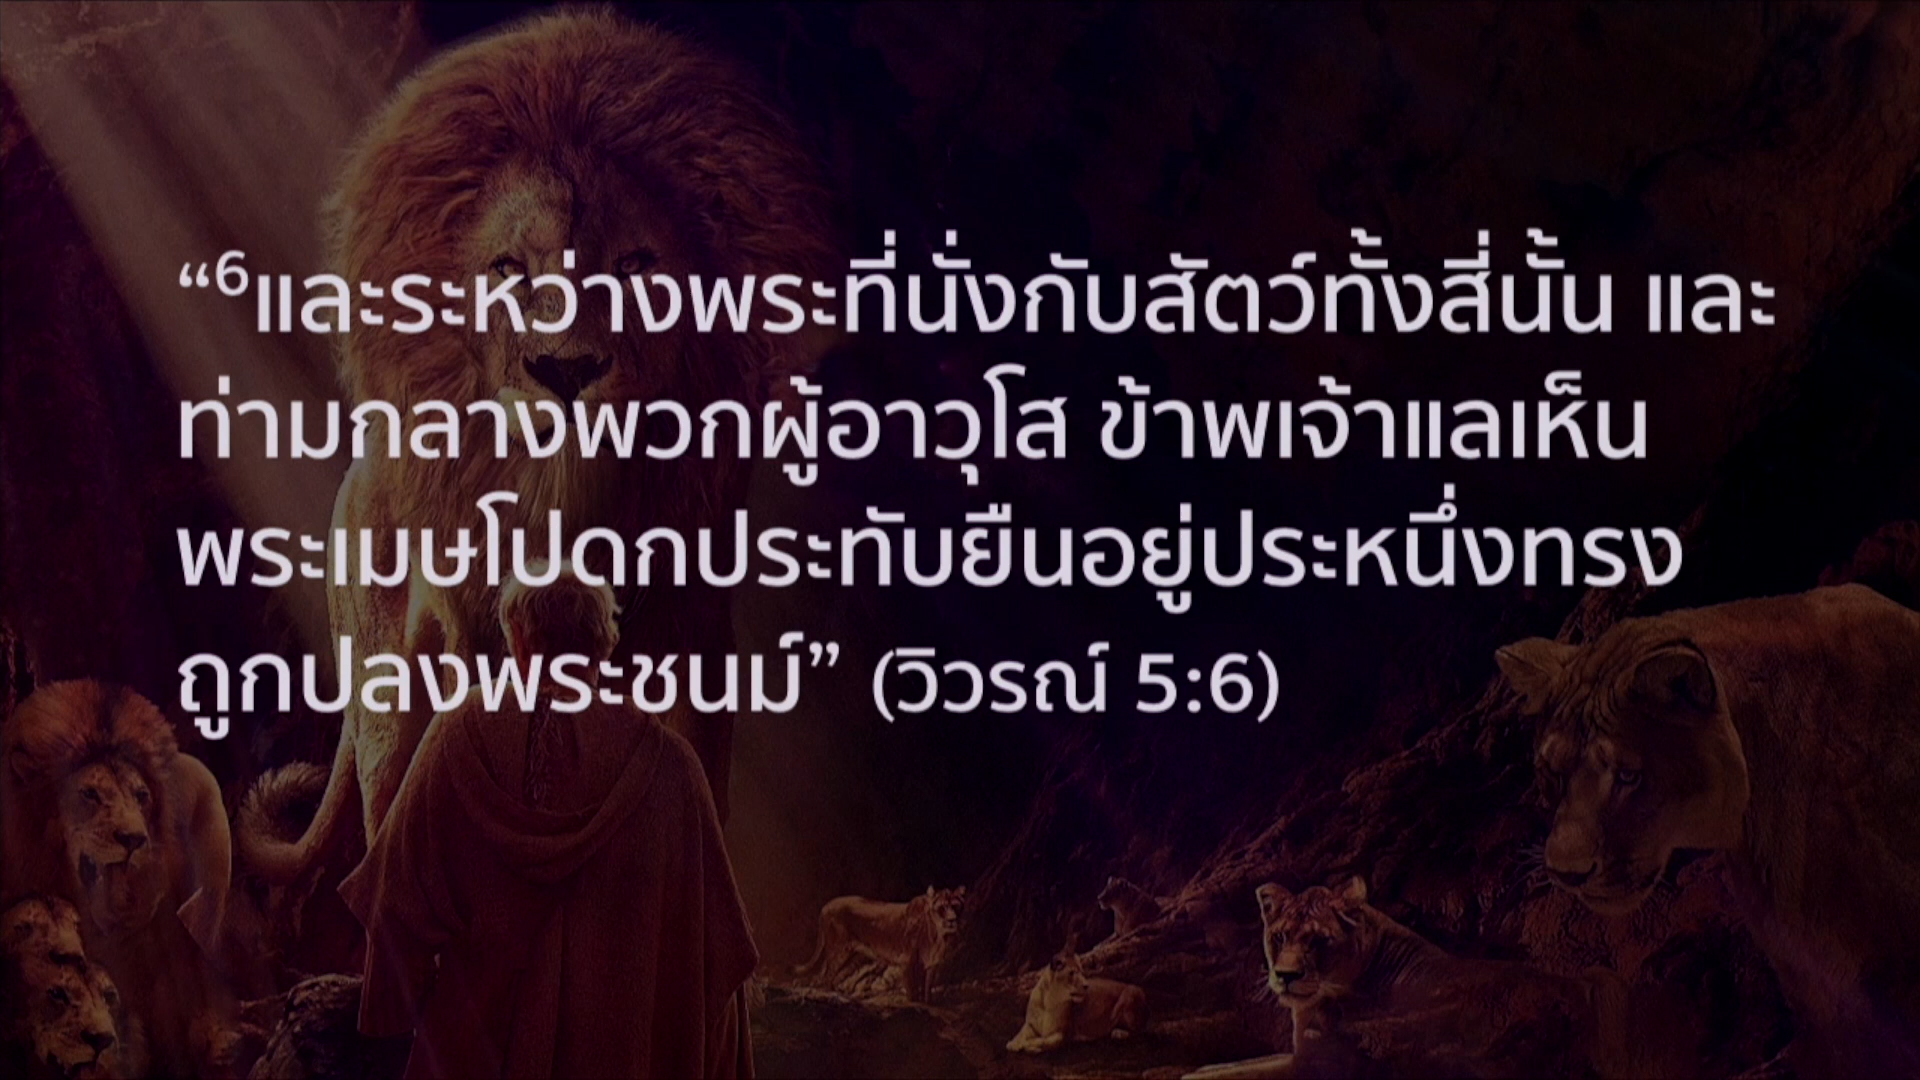 “⁶และระหว่างพระที่นั่งกับสัตว์ทั้งสี่นั้น และ
ท่ามกลางพวกผู้อาวุโส ข้าพเจ้าแลเห็น
พระเมษโปดกประทับยืนอยู่ประหนึ่งทรง
ถูกปลงพระชนม์” (วิวรณ์ 5:6)